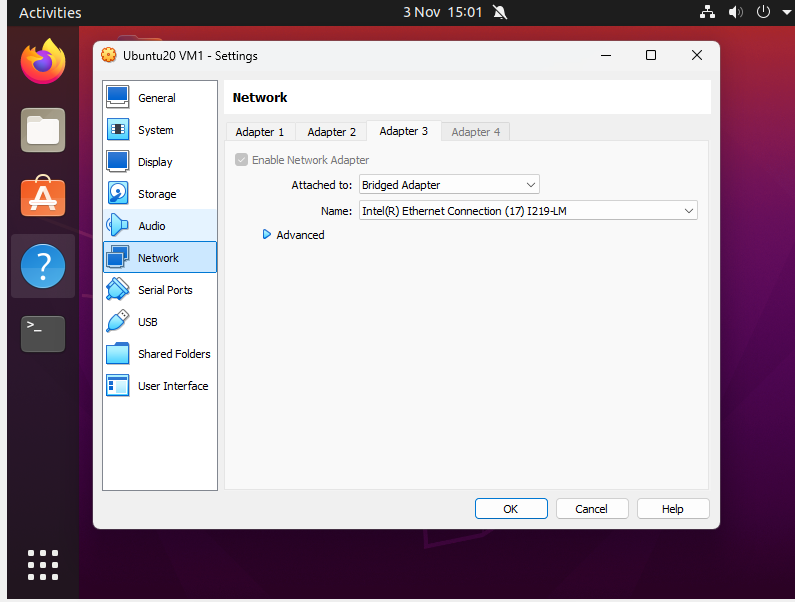 Activities
3 Nov 15:01
Ubuntu20 VM1 - Settings
General
System
Display
Storage
Audio
Network
Serial Ports
USB
Shared Folders
User Interface
Network
Adapter 1 Adapter 2 Adapter 3 Adapter 4
Enable Network Adapter
Attached to: Bridged Adapter
Name: Intel(R) Ethernet Connection (17) I219-LM
Advanced
OK Cancel Help